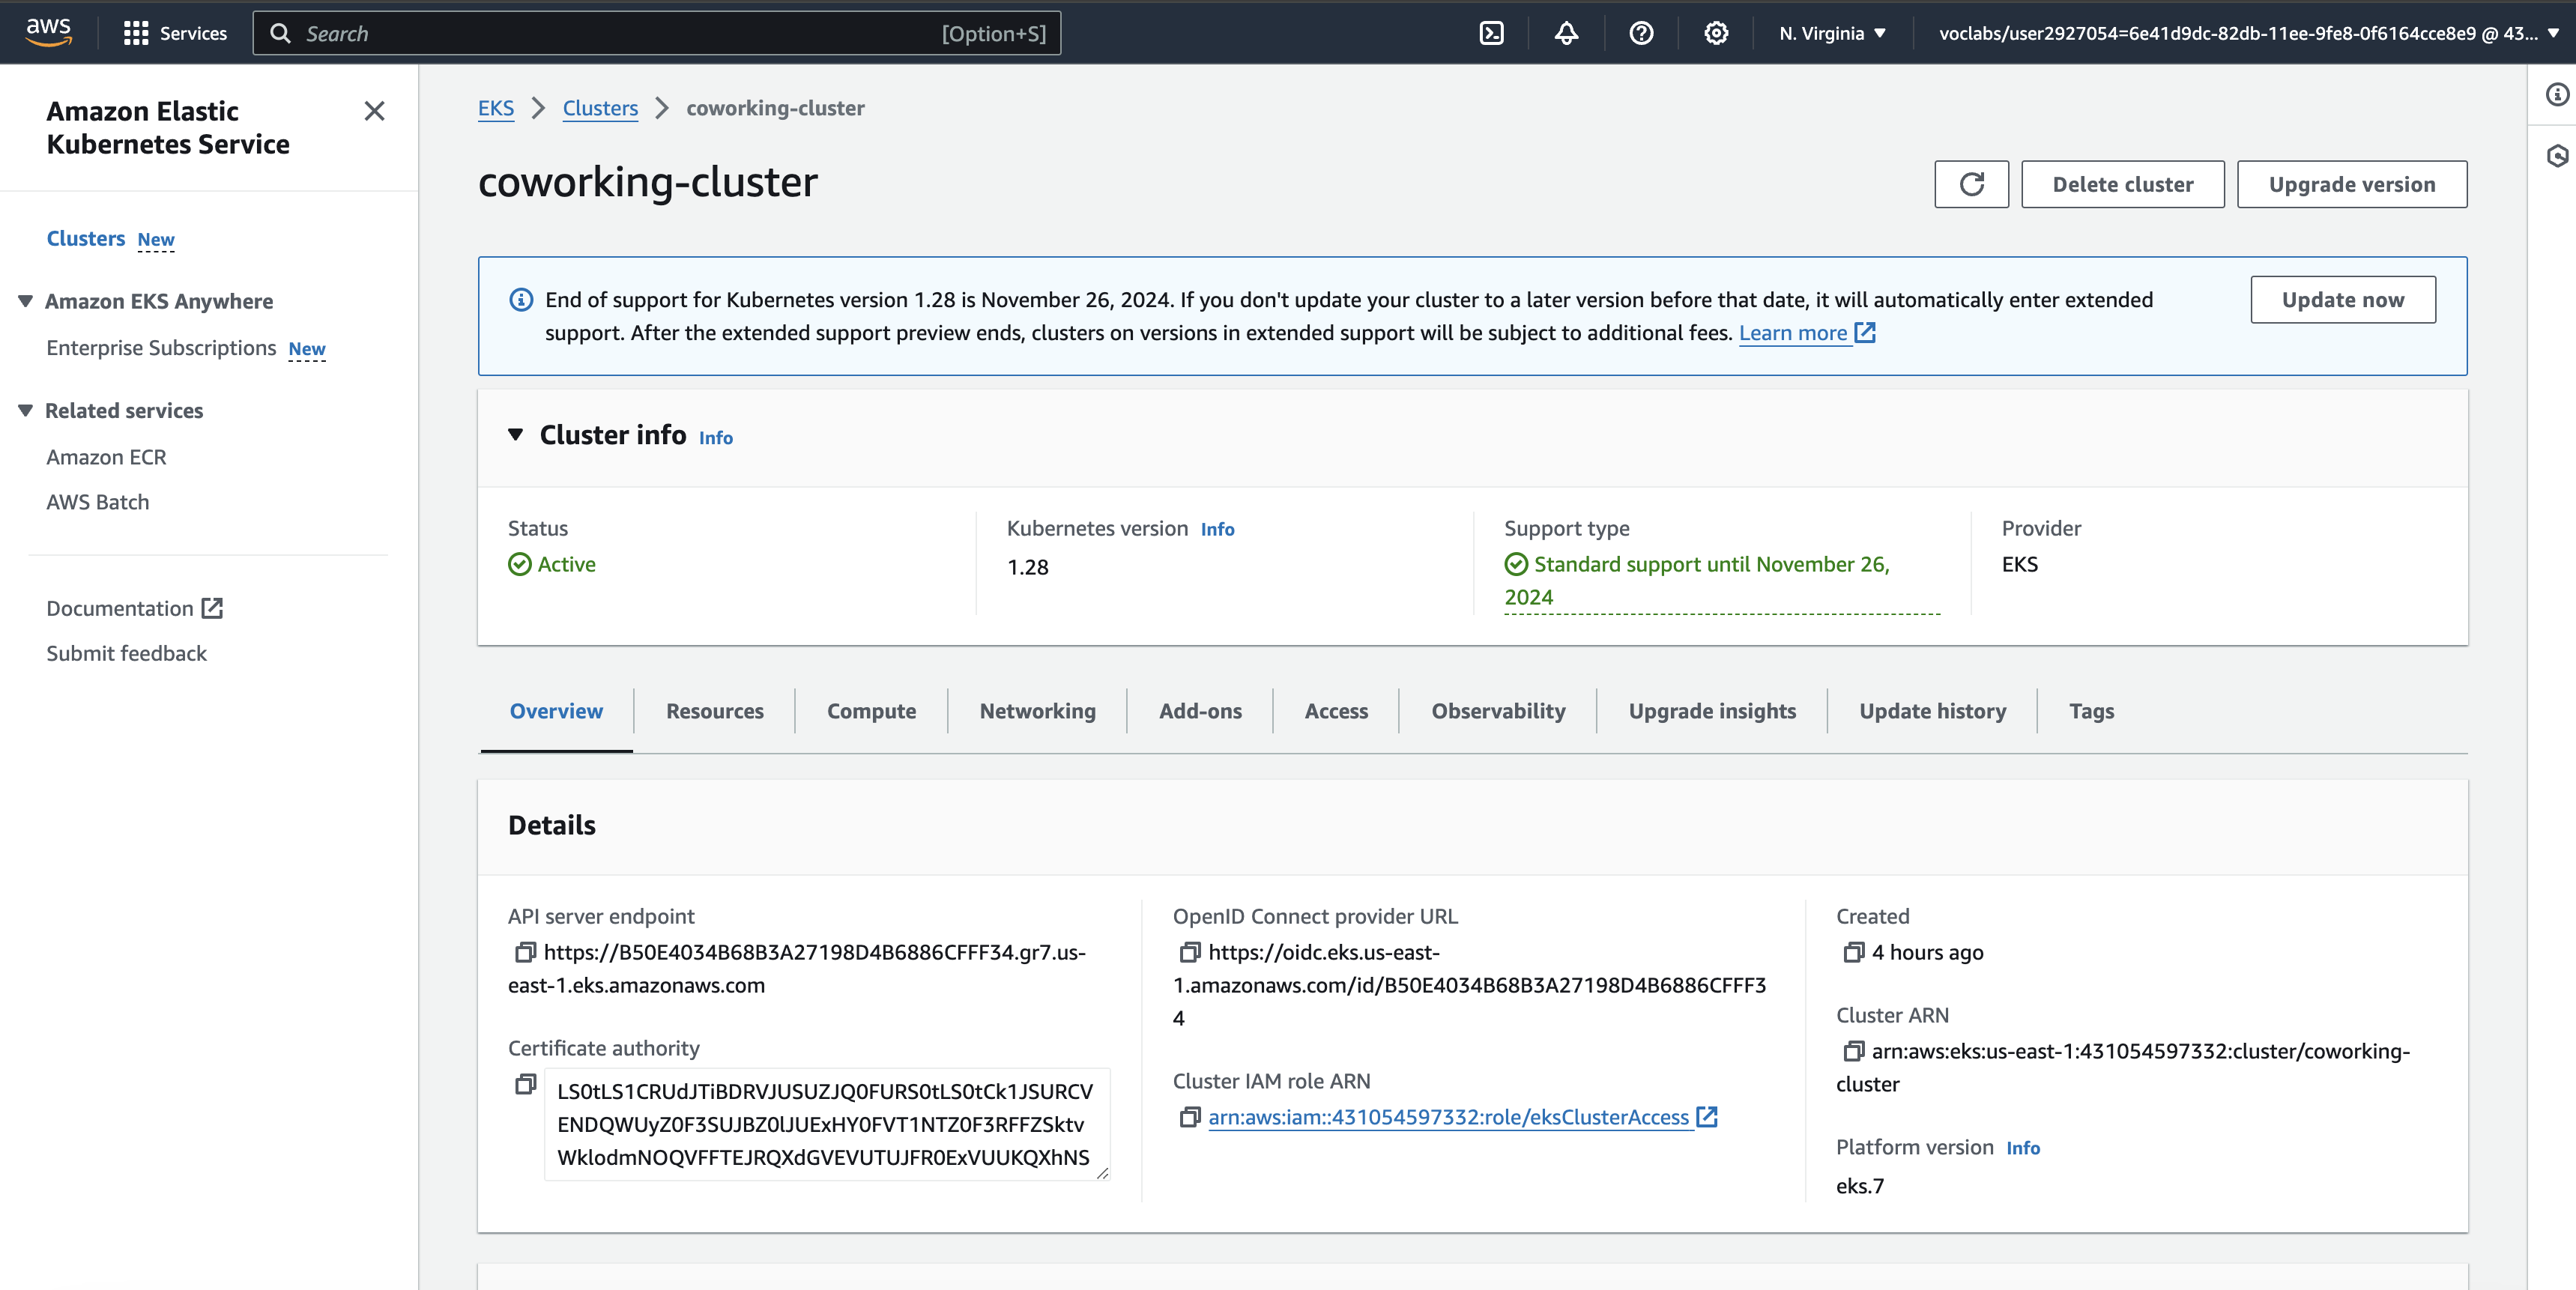 aws Services Search [Option+S] N. Virginia voclabs/user2927054=6e41d9dc-82db-11ee-9fe8-0f6164cce8e9 @ 43...
Amazon Elastic
Kubernetes Service
Clusters New
Amazon EKS Anywhere
Enterprise Subscriptions New
Related services
Amazon ECR
AWS Batch
Documentation
Submit feedback
EKS Clusters coworking-cluster
coworking-cluster
Delete cluster Upgrade version
End of support for Kubernetes version 1.28 is November 26, 2024. If you don't update your cluster to a later version before that date, it will automatically enter extended
support. After the extended support preview ends, clusters on versions in extended support will be subject to additional fees. Learn more
Update now
Cluster info Info
Status
Active
Kubernetes version Info
1.28
Support type
Standard support until November 26,
2024
Provider
EKS
Overview Resources Compute Networking Add-ons Access Observability Upgrade insights Update history Tags
Details
API server endpoint
https://B50E4034B68B3A27198D4B6886CFFF34.gr7.us-
east-1.eks.amazonaws.com
Certificate authority
LS0tLS1CRUdJTiBDRVJUSUZJQ0FURS0tLS0tCk1JSURCV
ENDQWUyZ0F3SUJBZ0lJUExHY0FVT1NTZ0F3RFFZSktv
WklodmNOQVFFTEJRQXdGVEVUTUJFR0ExVUUKQXhNS
OpenID Connect provider URL
https://oidc.eks.us-east-
1.amazonaws.com/id/B50E4034B68B3A27198D4B6886CFFF3
4
Cluster IAM role ARN
arn:aws:iam::431054597332:role/eksClusterAccess
Created
4 hours ago
Cluster ARN
arn:aws:eks:us-east-1:431054597332:cluster/coworking-
cluster
Platform version Info
eks.7